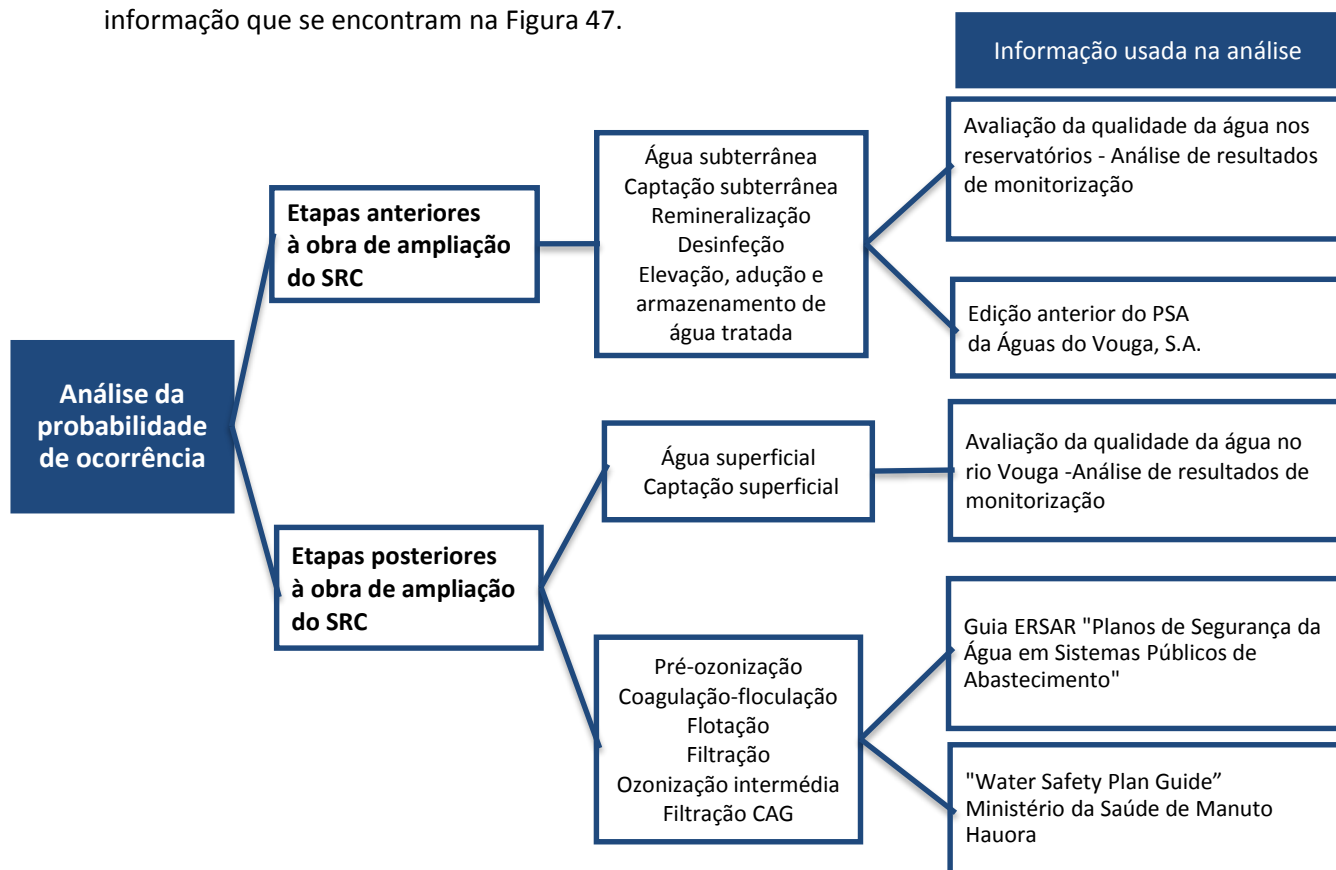 informação que se encontram na Figura 47.
Informação usada na análise
Análise da
probabilidade
de ocorrência
Etapas anteriores
à obra de ampliação
do SRC
Água subterrânea
Captação subterrânea
Remineralização
Desinfeção
Elevação, adução e
armazenamento de
água tratada
Avaliação da qualidade da água nos
reservatórios - Análise de resultados
de monitorização
Edição anterior do PSA
da Águas do Vouga, S.A.
Etapas posteriores
à obra de ampliação
do SRC
Água superficial
Captação superficial
Avaliação da qualidade da água no
rio Vouga -Análise de resultados de
monitorização
Pré-ozonização
Coagulação-floculação
Flotação
Filtração
Ozonização intermédia
Filtração CAG
Guia ERSAR "Planos de Segurança da
Água em Sistemas Públicos de
Abastecimento"
"Water Safety Plan Guide”
Ministério da Saúde de Manuto
Hauora